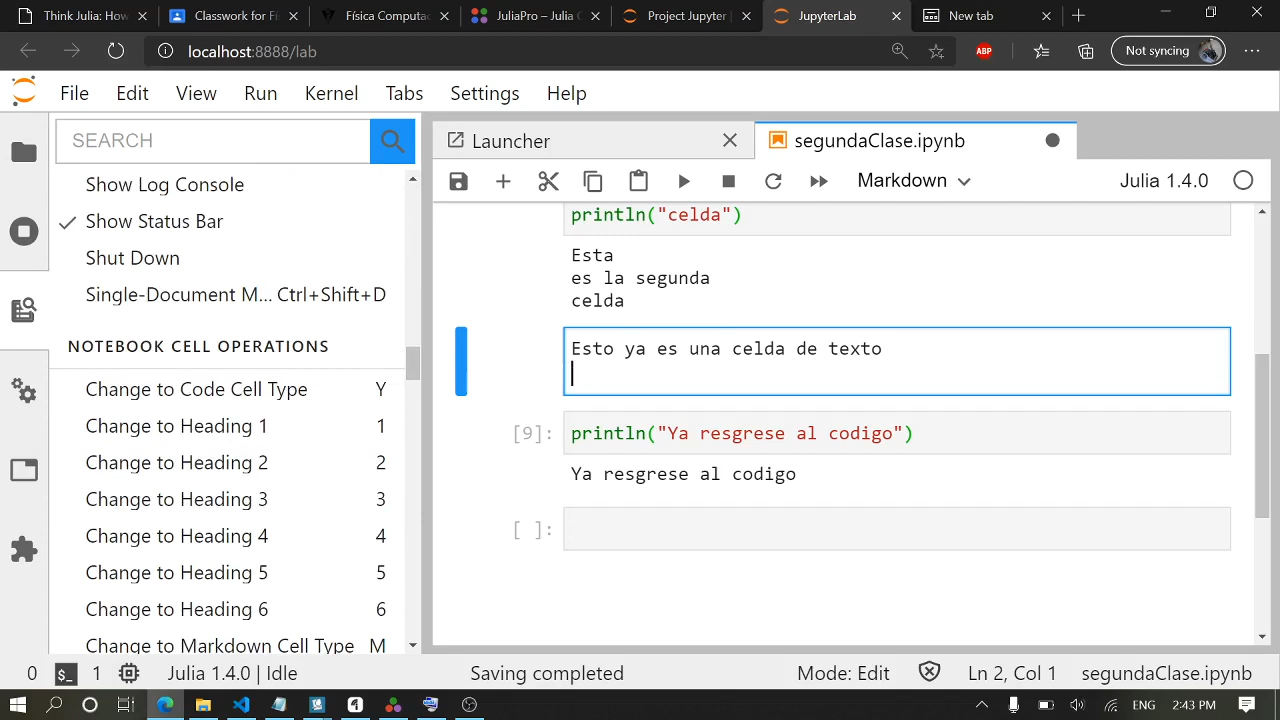 Think Julia: Ho
Classwork for F
Física Computac
JuliaPro – Julia C
Project Jupyter |
JupyterLab
New tab
localhost:8888/lab
ABP
Not syncing
File Edit View Run Kernel Tabs Settings Help
SEARCH
Show Log Console
Show Status Bar
Shut Down
Single-Document M... Ctrl+Shift+D
NOTEBOOK CELL OPERATIONS
Change to Code Cell Type Y
Change to Heading 1 1
Change to Heading 2 2
Change to Heading 3 3
Change to Heading 4 4
Change to Heading 5 5
Change to Heading 6 6
Change to Markdown Cell Type M
Launcher
segundaClase.ipynb
Markdown
Julia 1.4.0
println("celda")
Esta
es la segunda
celda
Esto ya es una celda de texto
[9]: println("Ya resgrese al codigo")
Ya resgrese al codigo
[ ]:
0 $_ 1 Julia 1.4.0 | Idle Saving completed Mode: Edit Ln 2, Col 1 segundaClase.ipynb
ENG 2:43 PM